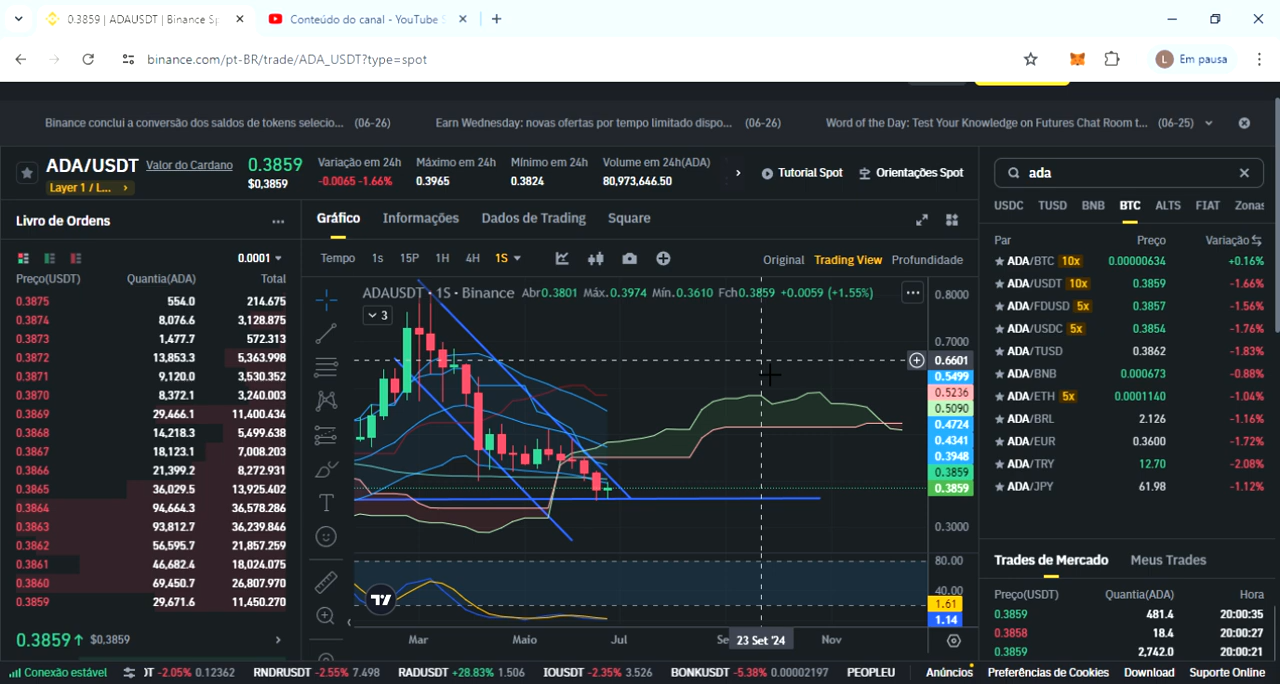 0.3859 | ADAUSDT | Binance Sp
Conteúdo do canal - YouTube S
binance.com/pt-BR/trade/ADA_USDT?type=spot
L Em pausa
Binance conclui a conversão dos saldos de tokens selecio... (06-26)
Earn Wednesday: novas ofertas por tempo limitado dispo... (06-26)
Word of the Day: Test Your Knowledge on Futures Chat Room t... (06-25)
ADA/USDT Valor do Cardano
Layer 1 / L...
0.3859
$0,3859
Variação em 24h
-0.0065 -1.66%
Máximo em 24h
0.3965
Mínimo em 24h
0.3824
Volume em 24h(ADA)
80,973,646.50
Tutorial Spot
Orientações Spot
Livro de Ordens
0.0001
Preço(USDT) Quantia(ADA) Total
0.3875 554.0 214.675
0.3874 8,076.6 3,128.875
0.3873 1,477.7 572.313
0.3872 13,853.3 5,363.998
0.3871 9,120.0 3,530.352
0.3870 8,372.1 3,240.003
0.3869 29,466.1 11,400.434
0.3868 14,218.3 5,499.638
0.3867 18,123.1 7,008.203
0.3866 21,399.2 8,272.931
0.3865 36,029.5 13,925.402
0.3864 94,664.3 36,578.286
0.3863 93,812.7 36,239.846
0.3862 56,595.7 21,857.259
0.3861 46,682.4 18,024.075
0.3860 69,450.7 26,807.970
0.3859 29,671.6 11,450.270
0.3859↑ $0.3859
Gráfico Informações Dados de Trading Square
Tempo 1s 15P 1H 4H 1S
Original Trading View Profundidade
ADAUSDT · 1S · Binance Abr0.3801 Máx.0.3974 Mín.0.3610 Fch0.3859 +0.0059 (+1.55%)
3
0.8000
0.7000
0.6601
0.5499
0.5236
0.5090
0.4724
0.4341
0.3948
0.3859
0.3859
0.3000
80.00
40.00
1.61
1.14
Mar Maio Jul Se 23 Set '24 Nov
ada
USDC TUSD BNB BTC ALTS FIAT Zonas
Par Preço Variação
ADA/BTC 10x 0.00000634 +0.16%
ADA/USDT 10x 0.3859 -1.66%
ADA/FDUSD 5x 0.3857 -1.56%
ADA/USDC 5x 0.3854 -1.76%
ADA/TUSD 0.3862 -1.83%
ADA/BNB 0.000673 -0.88%
ADA/ETH 5x 0.0001140 -1.04%
ADA/BRL 2.126 -1.16%
ADA/EUR 0.3600 -1.72%
ADA/TRY 12.70 -2.08%
ADA/JPY 61.98 -1.12%
Trades de Mercado Meus Trades
Preço(USDT) Quantia(ADA) Hora
0.3859 481.4 20:00:35
0.3858 18.4 20:00:27
0.3859 2,742.0 20:00:21
Conexão estável
DT -2.05% 0.12362 RNDRUSDT -2.55% 7.498 RADUSDT +28.83% 1.506 IOUSDT -2.35% 3.526 BONKUSDT -5.38% 0.00002197 PEOPLEU
Anúncios Preferências de Cookies Download Suporte Online